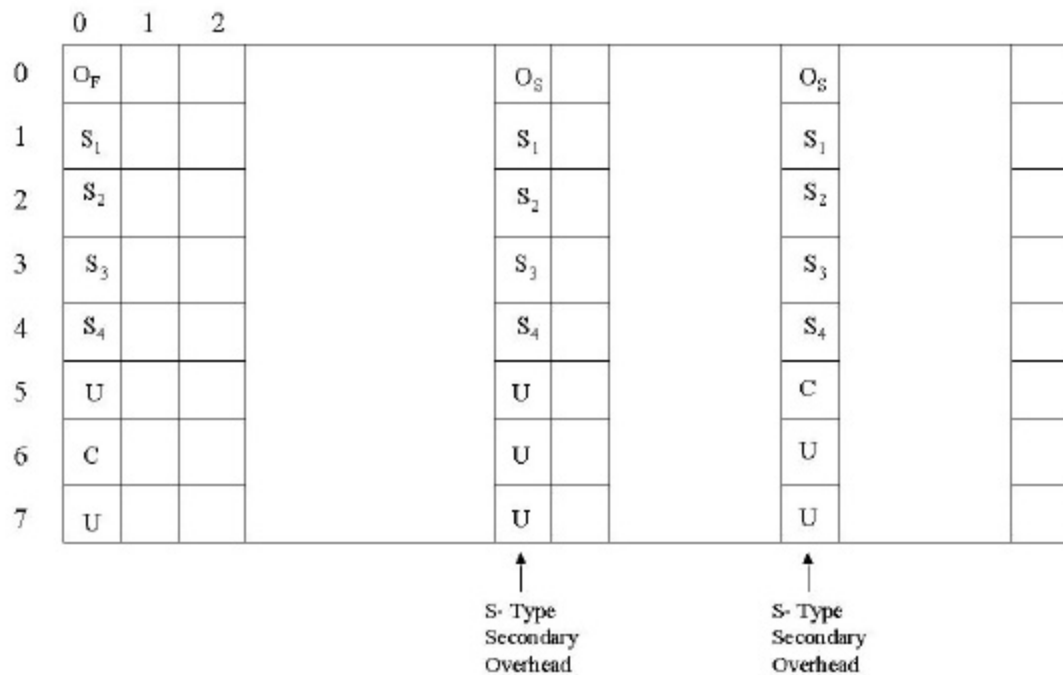 0 1 2
0 O_F O_S O_S
1 S_1 S_1 S_1
2 S_2 S_2 S_2
3 S_3 S_3 S_3
4 S_4 S_4 S_4
5 U U C
6 C U U
7 U U U
S- Type S- Type
Secondary Secondary
Overhead Overhead